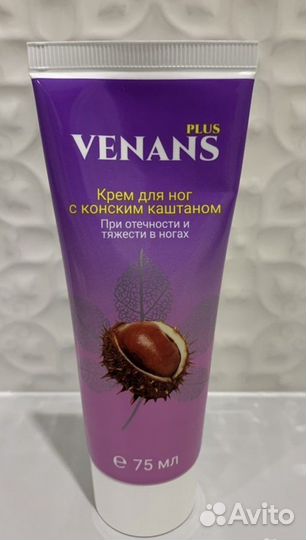 PLUS
VENANS
Крем для ног
с конским каштаном
При отечности и
тяжести в ногах
℮ 75 мл
Avito